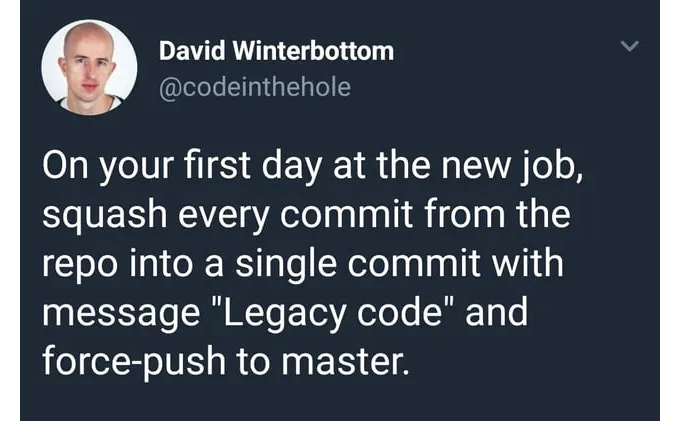 David Winterbottom
@codeinthehole
On your first day at the new job,
squash every commit from the
repo into a single commit with
message "Legacy code" and
force-push to master.